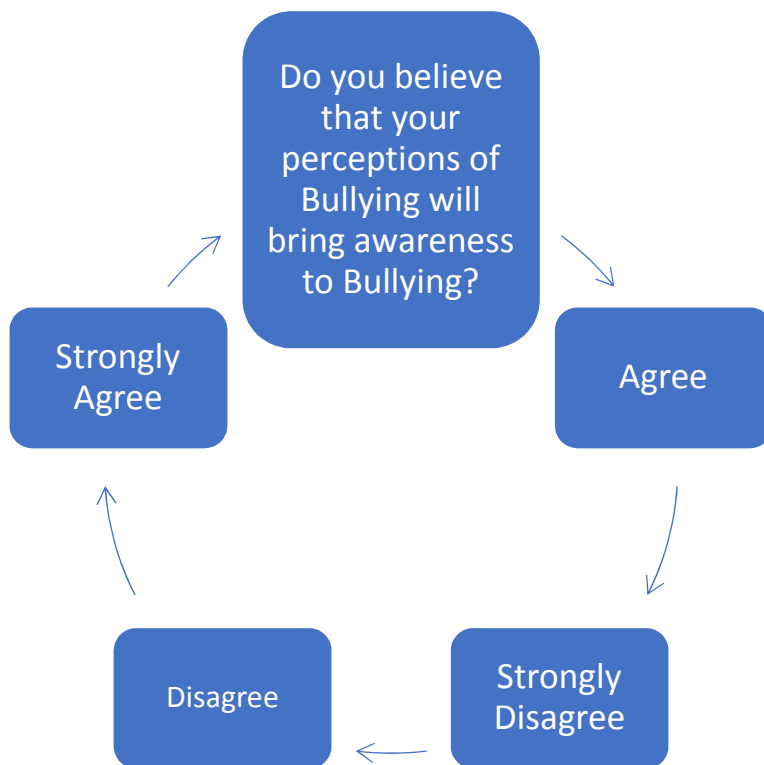 Do you believe
that your
perceptions of
Bullying will
bring awareness
to Bullying?
Agree
Strongly
Disagree
Disagree
Strongly
Agree